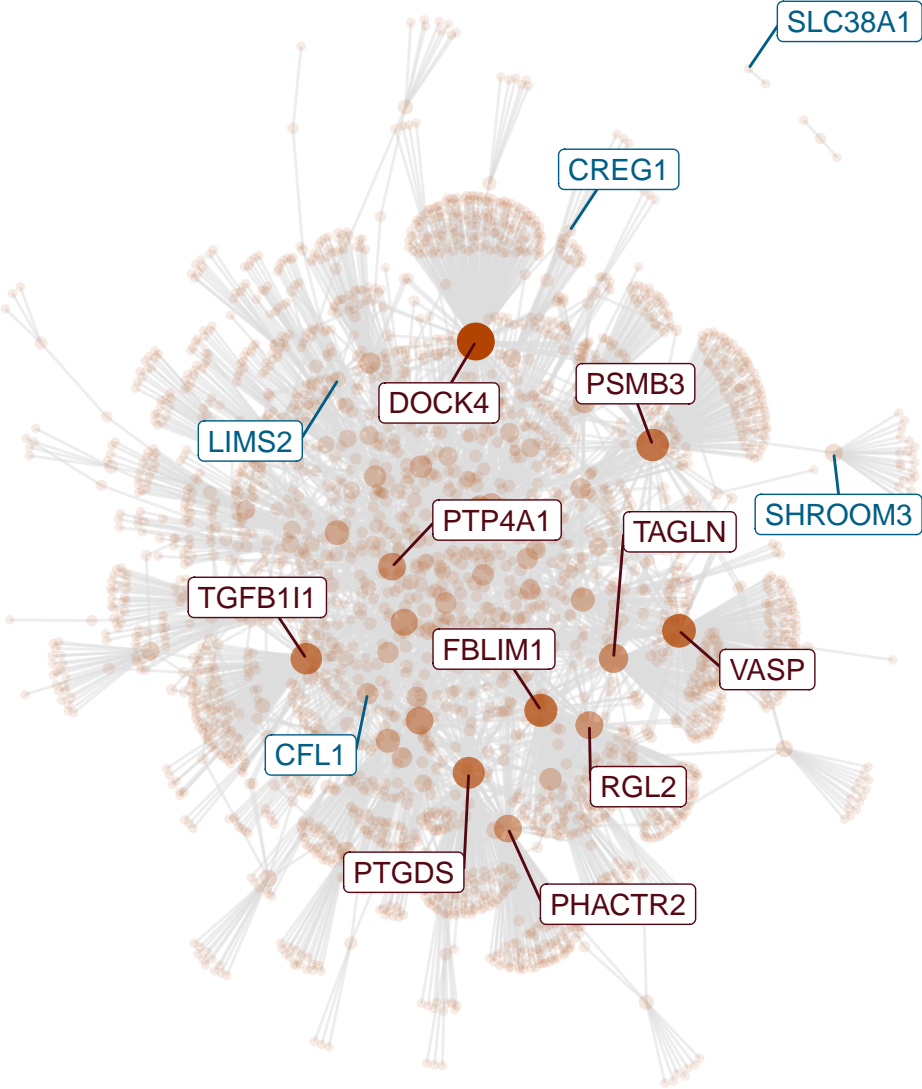 SLC38A1
CREG1
PSMB3
DOCK4
LIMS2
SHROOM3
PTP4A1
TAGLN
TGFB1I1
FBLIM1
VASP
CFL1
RGL2
PTGDS
PHACTR2